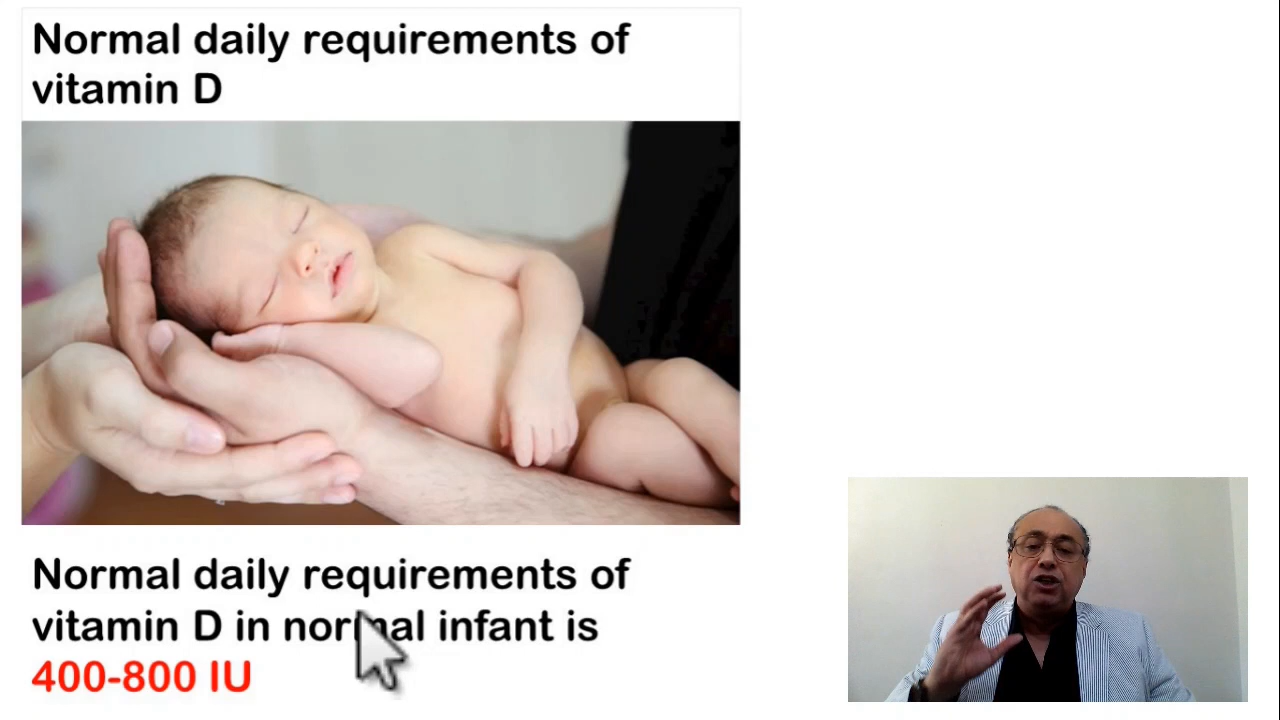 Normal daily requirements of
vitamin D
Normal daily requirements of
vitamin D in normal infant is
400-800 IU